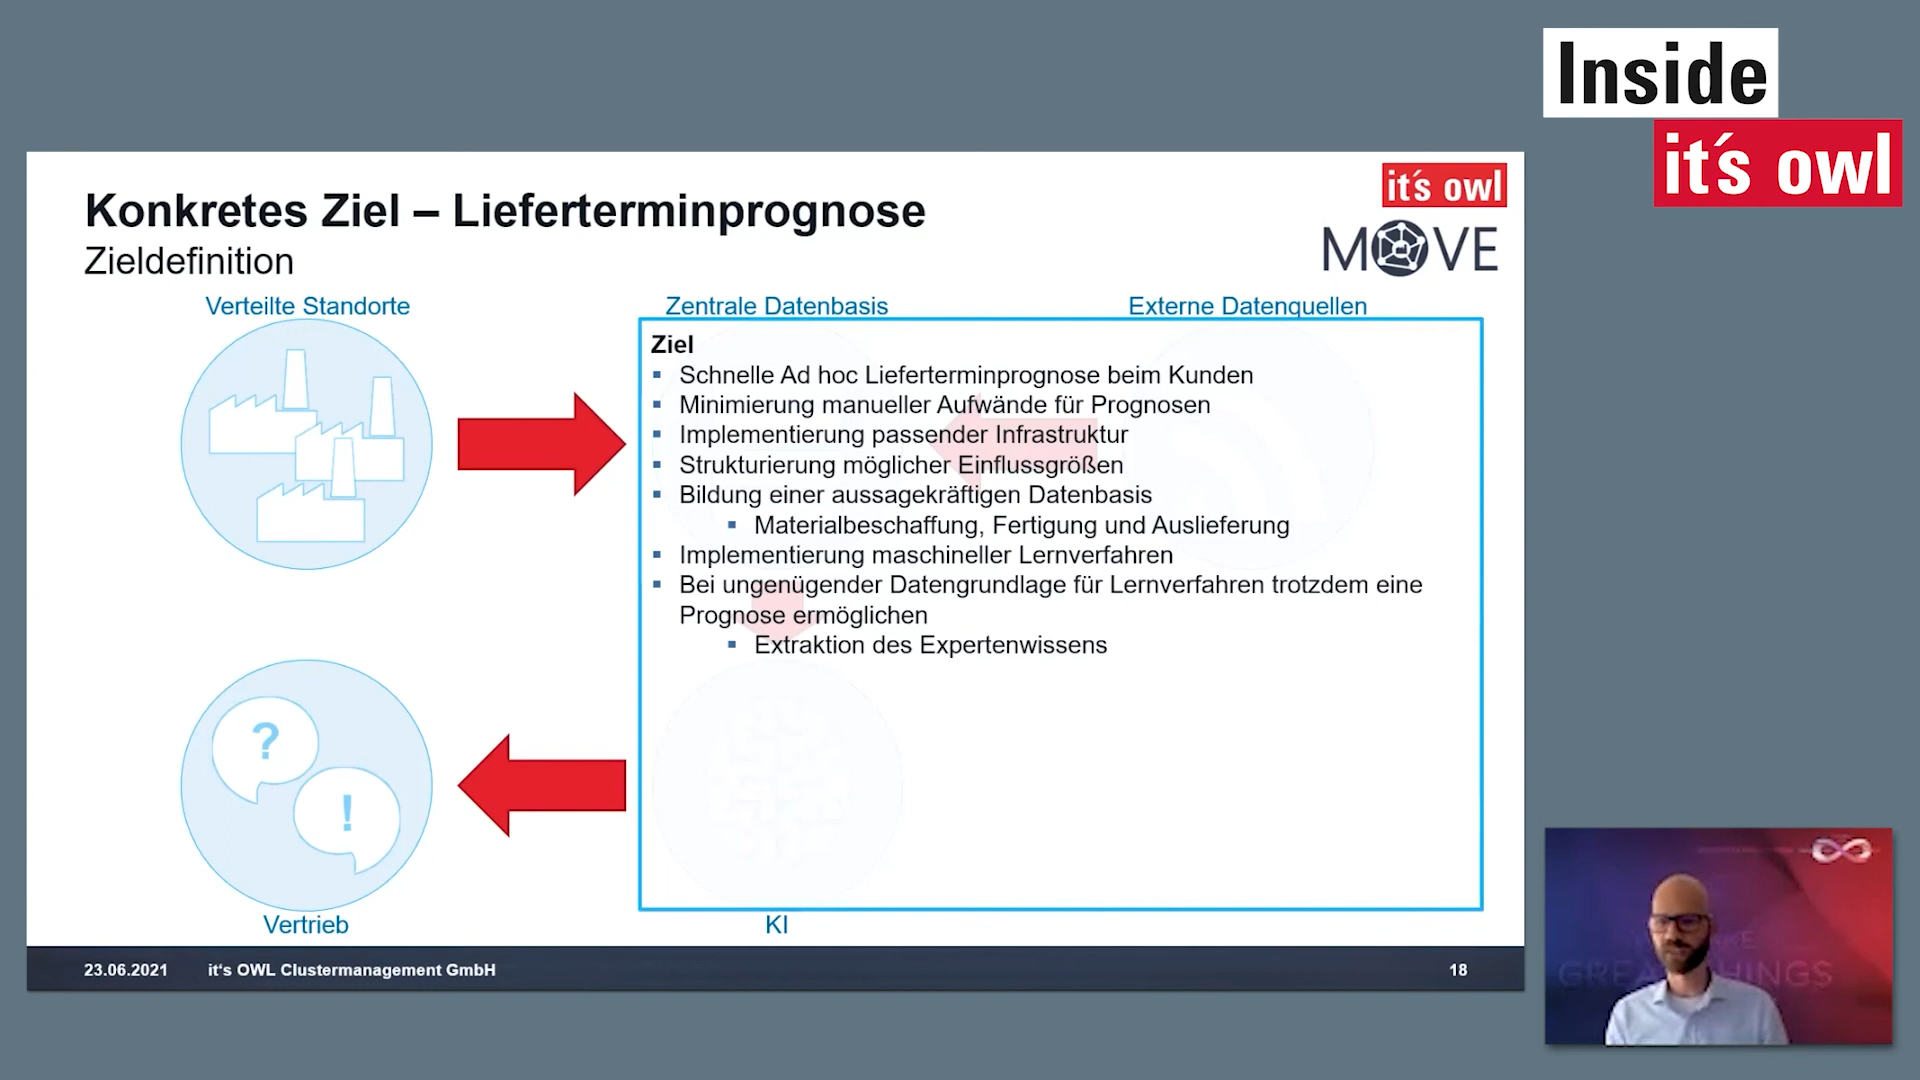 Inside
it's owl
it's owl
MOVE
Konkretes Ziel – Lieferterminprognose
Zieldefinition
Verteilte Standorte
Zentrale Datenbasis
Externe Datenquellen
Ziel
▪ Schnelle Ad hoc Lieferterminprognose beim Kunden
▪ Minimierung manueller Aufwände für Prognosen
▪ Implementierung passender Infrastruktur
▪ Strukturierung möglicher Einflussgrößen
▪ Bildung einer aussagekräftigen Datenbasis
▪ Materialbeschaffung, Fertigung und Auslieferung
▪ Implementierung maschineller Lernverfahren
▪ Bei ungenügender Datengrundlage für Lernverfahren trotzdem eine
Prognose ermöglichen
▪ Extraktion des Expertenwissens
?
!
Vertrieb
KI
23.06.2021
it's OWL Clustermanagement GmbH
18